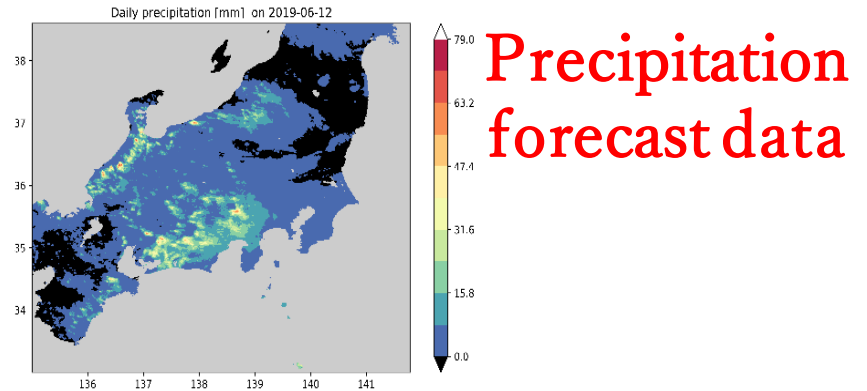 Daily precipitation [mm] on 2019-06-12
Precipitation
forecast data
79.0
63.2
47.4
31.6
15.8
0.0
38
37
36
35
34
136 137 138 139 140 141